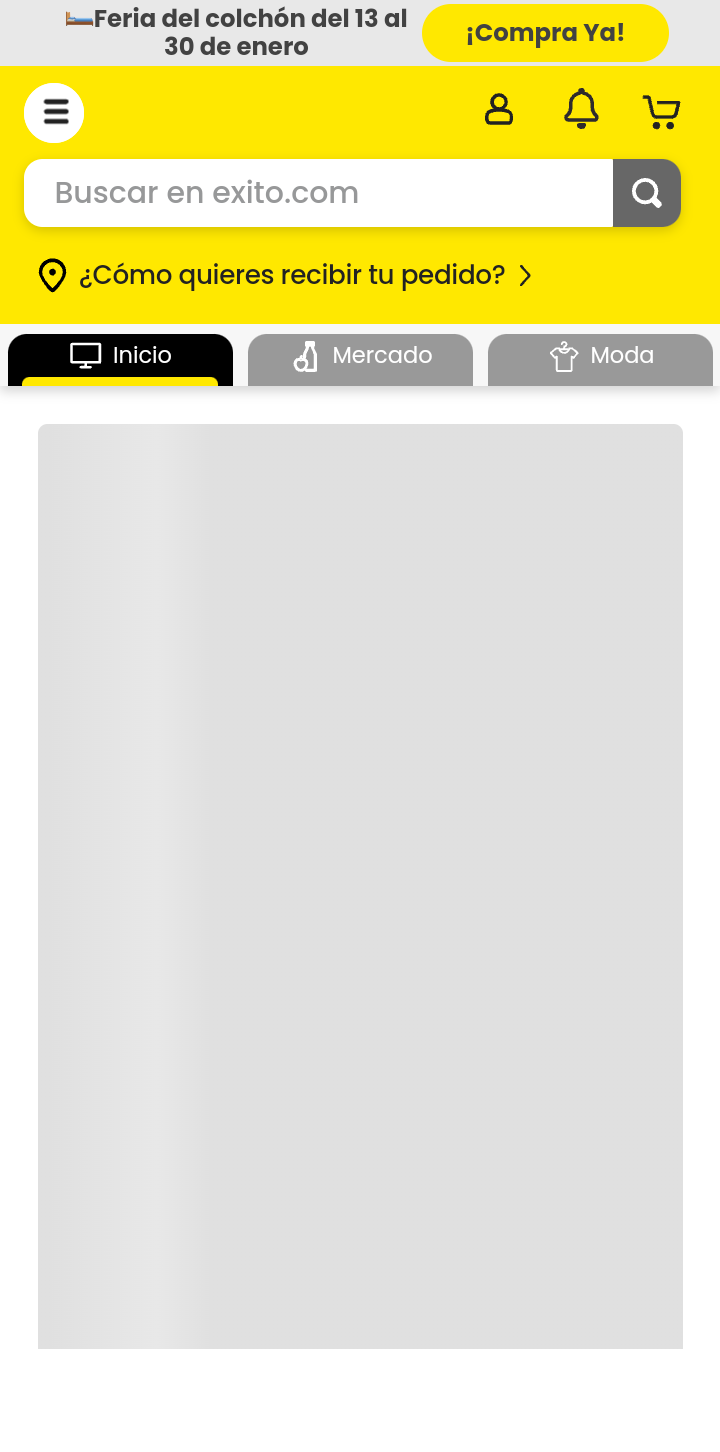 🛏️Feria del colchón del 13 al
30 de enero
¡Compra Ya!
Buscar en exito.com
¿Cómo quieres recibir tu pedido?
Inicio
Mercado
Moda